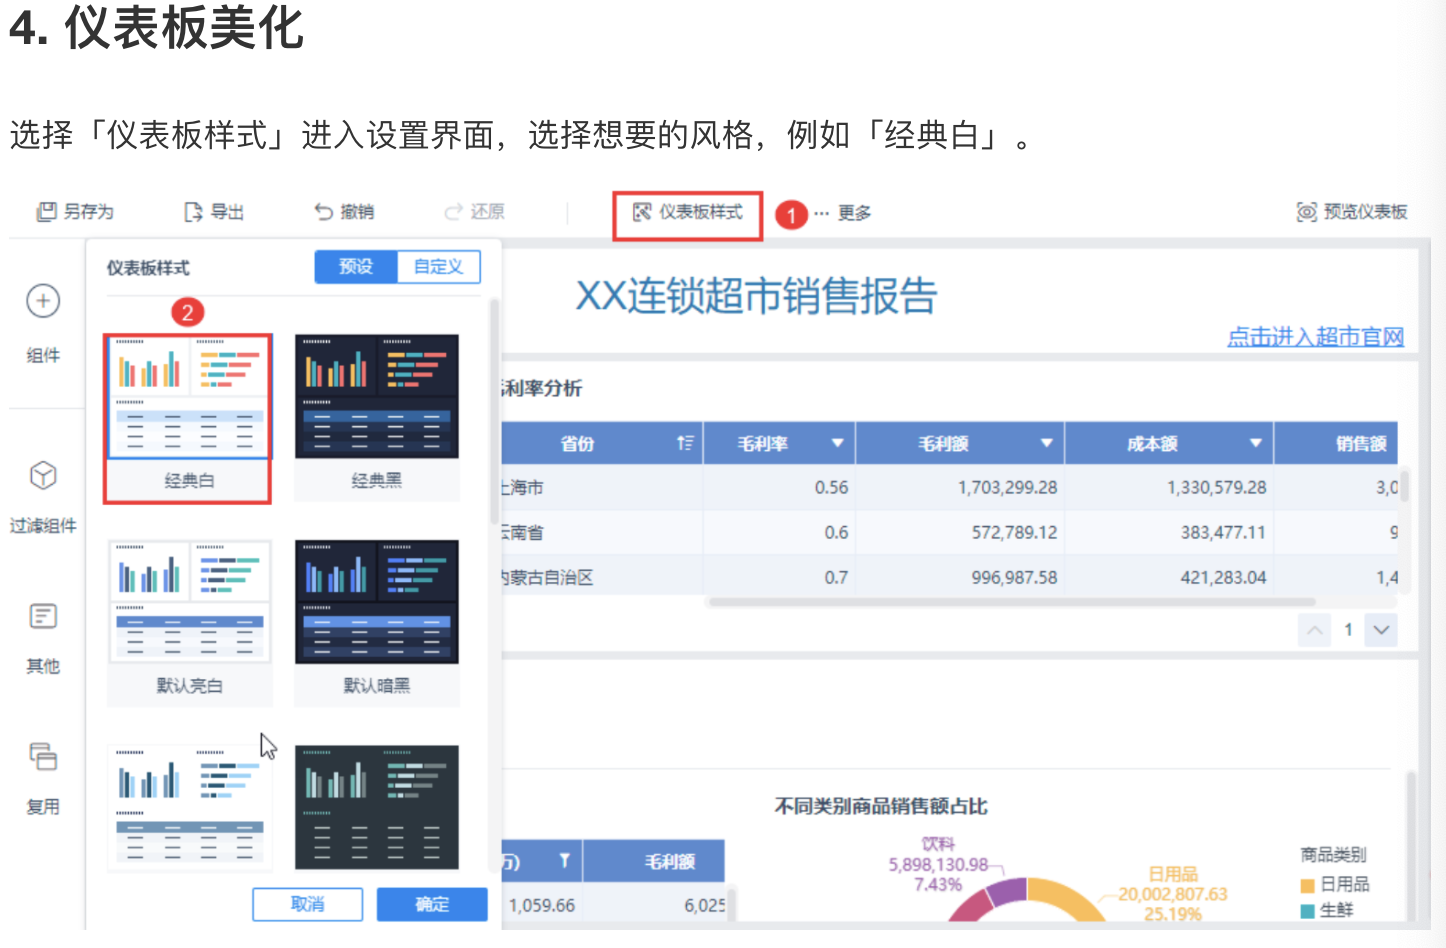 4. 仪表板美化
选择「仪表板样式」进入设置界面，选择想要的风格，例如「经典白」。
另存为 导出 撤销 还原 仪表板样式 1 ··· 更多 预览仪表板
仪表板样式 预设 自定义
2
经典白 经典黑
默认亮白 默认暗黑
取消 确定
组件
过滤组件
其他
复用
XX连锁超市销售报告
点击进入超市官网
利率分析
省份 毛利率 毛利额 成本额 销售额
上海市 0.56 1,703,299.28 1,330,579.28 3,0
云南省 0.6 572,789.12 383,477.11 9
内蒙古自治区 0.7 996,987.58 421,283.04 1,4
1
不同类别商品销售额占比
万) 毛利额
1,059.66 6,025
饮料
5,898,130.98
7.43%
日用品
20,002,807.63
25.19%
商品类别
日用品
生鲜